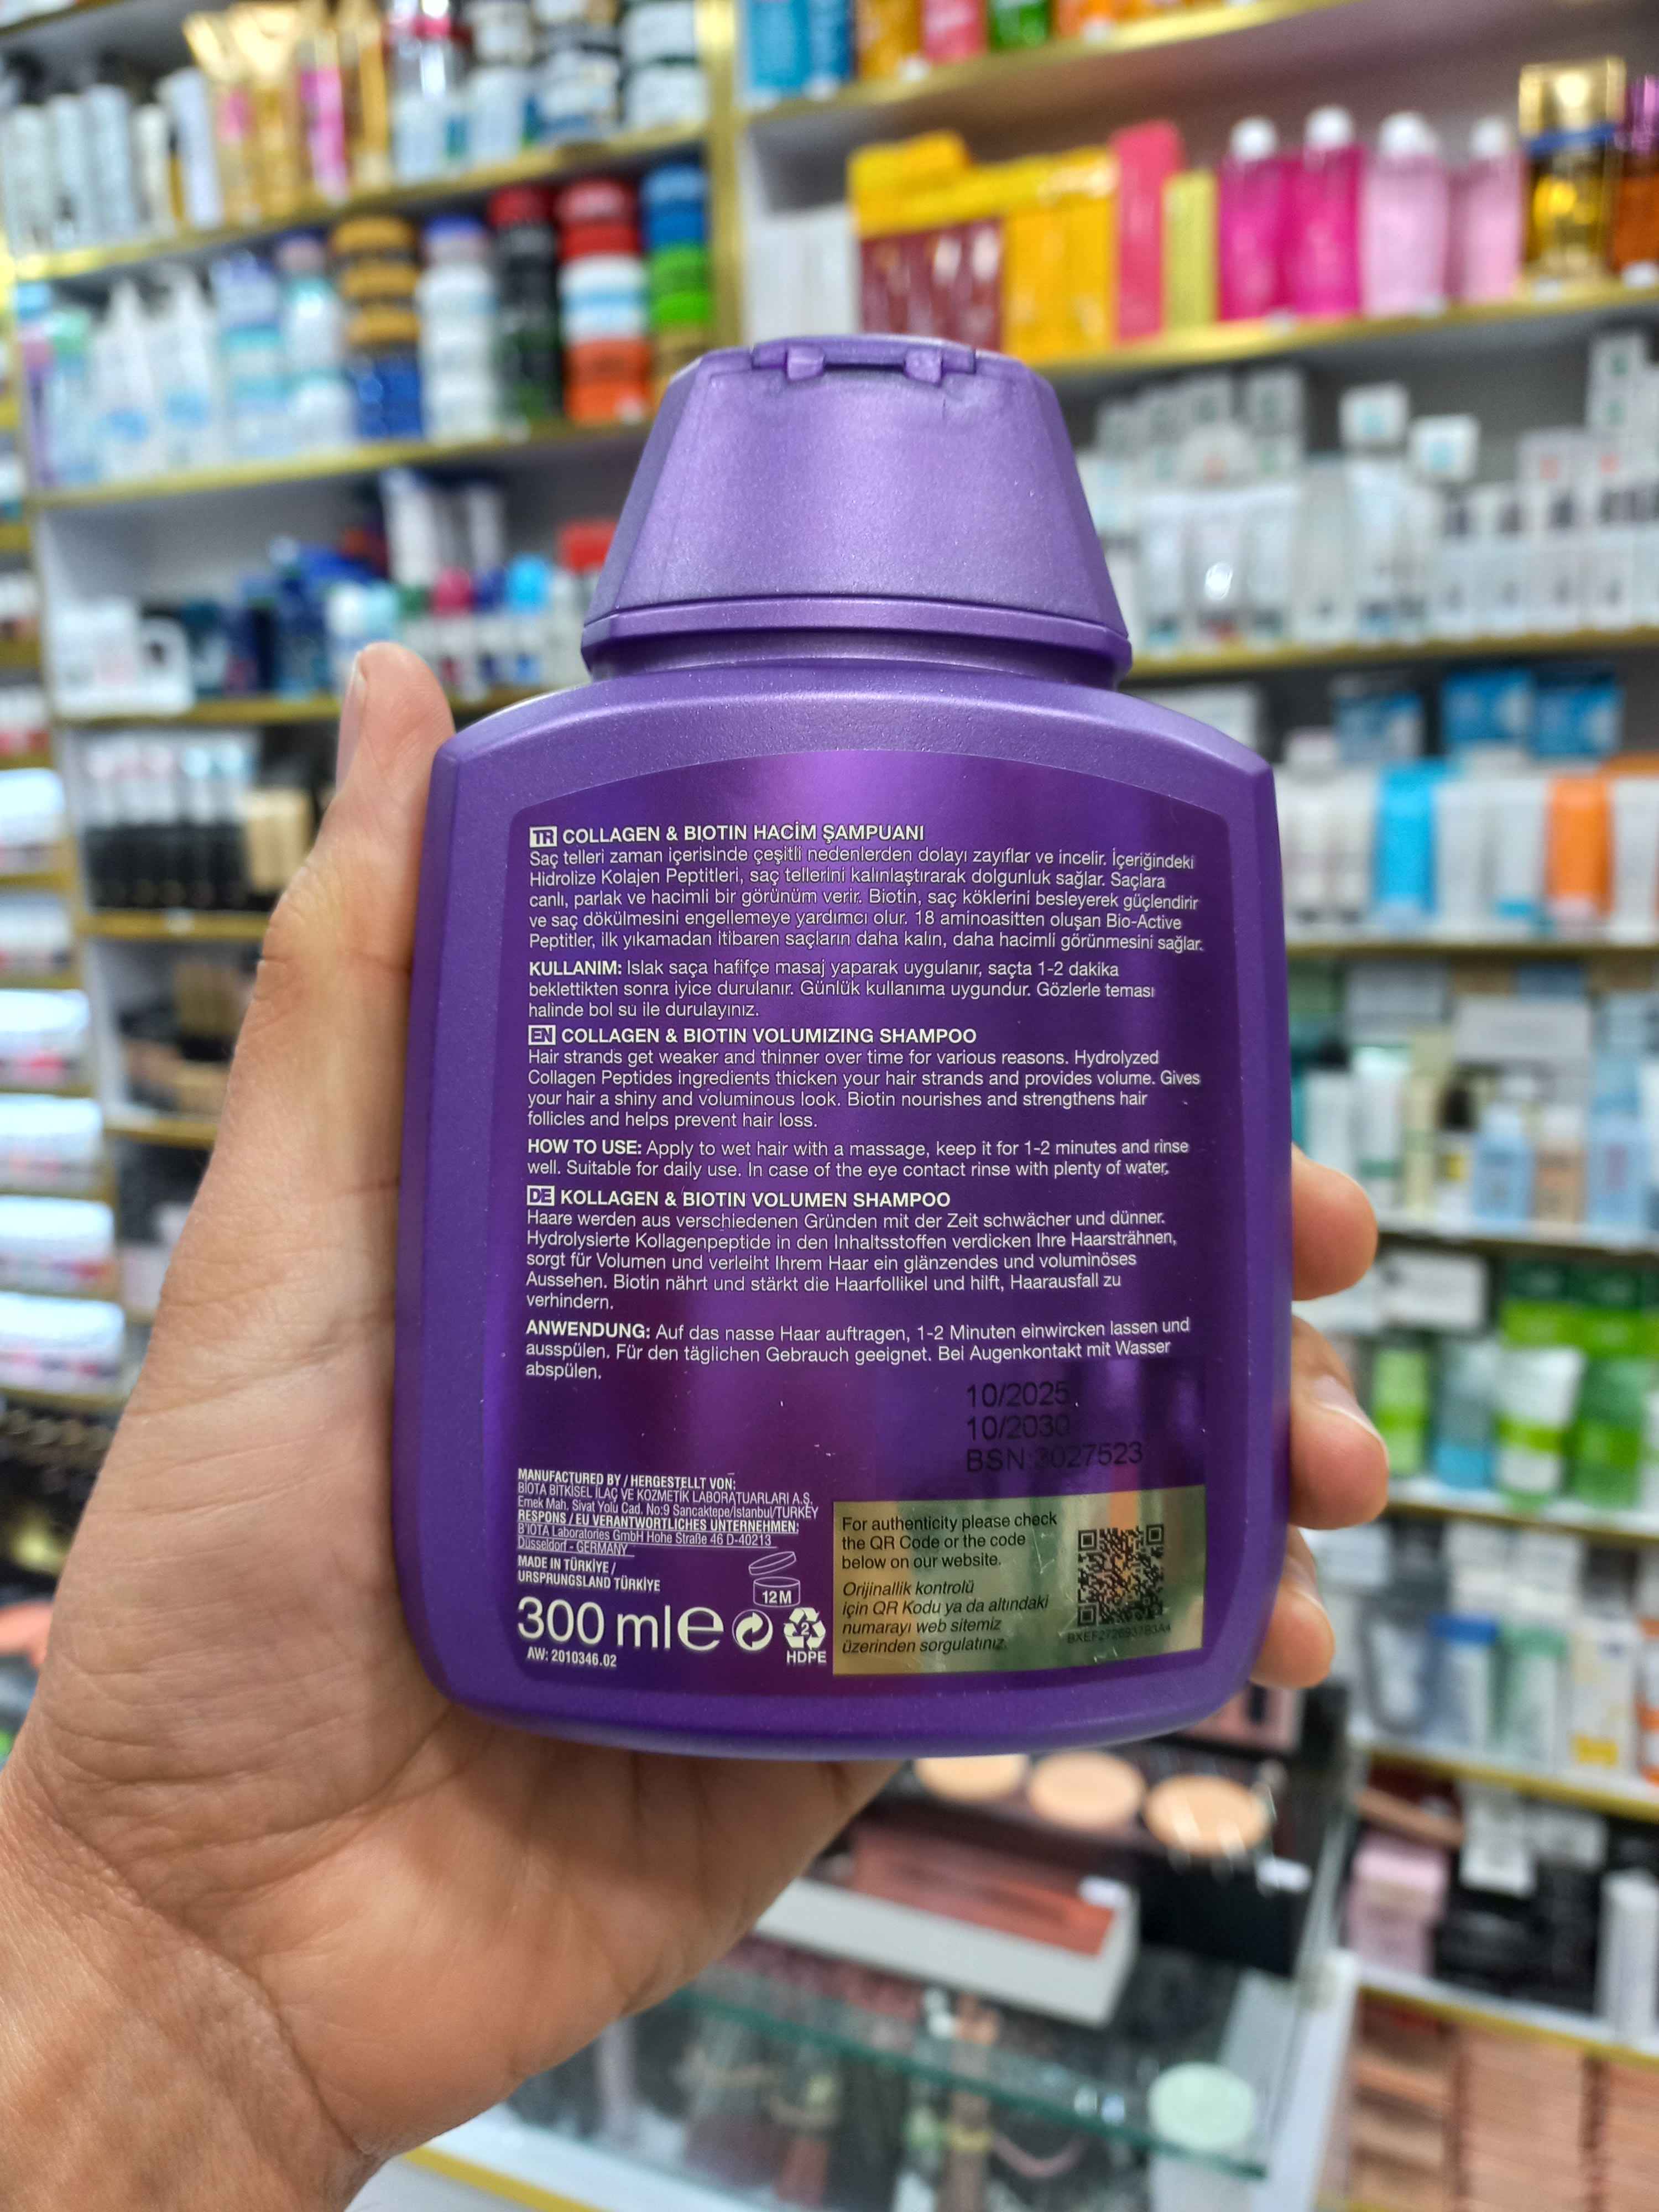 TR COLLAGEN & BIOTIN HACİM ŞAMPUANI
Saç telleri zaman içerisinde çeşitli nedenlerden dolayı zayıflar ve incelir. İçeriğindeki
Hidrolize Kolajen Peptitleri, saç tellerini kalınlaştırarak dolgunluk sağlar. Saçlara
canlı, parlak ve hacimli bir görünüm verir. Biotin, saç köklerini besleyerek güçlendirir
ve saç dökülmesini engellemeye yardımcı olur. 18 aminoasitten oluşan Bio-Active
Peptitler, ilk yıkamadan itibaren saçların daha kalın, daha hacimli görünmesini sağlar.
KULLANIM: Islak saça hafifçe masaj yaparak uygulanır, saçta 1-2 dakika
beklettikten sonra iyice durulanır. Günlük kullanıma uygundur. Gözlerle teması
halinde bol su ile durulayınız.
EN COLLAGEN & BIOTIN VOLUMIZING SHAMPOO
Hair strands get weaker and thinner over time for various reasons. Hydrolyzed
Collagen Peptides ingredients thicken your hair strands and provides volume. Gives
your hair a shiny and voluminous look. Biotin nourishes and strengthens hair
follicles and helps prevent hair loss.
HOW TO USE: Apply to wet hair with a massage, keep it for 1-2 minutes and rinse
well. Suitable for daily use. In case of the eye contact rinse with plenty of water.
DE KOLLAGEN & BIOTIN VOLUMEN SHAMPOO
Haare werden aus verschiedenen Gründen mit der Zeit schwächer und dünner.
Hydrolysierte Kollagenpeptide in den Inhaltsstoffen verdicken Ihre Haarsträhnen,
sorgt für Volumen und verleiht Ihrem Haar ein glänzendes und voluminöses
Aussehen. Biotin nährt und stärkt die Haarfollikel und hilft, Haarausfall zu
verhindern.
ANWENDUNG: Auf das nasse Haar auftragen, 1-2 Minuten einwircken lassen und
ausspülen. Für den täglichen Gebrauch geeignet. Bei Augenkontakt mit Wasser
abspülen.
10/2025
10/2030
BSN 3027523
MANUFACTURED BY / HERGESTELLT VON:
BIOTA BİTKİSEL İLAÇ VE KOZMETİK LABORATUARLARI A.Ş.
Emek Mah. Sivat Yolu Cad. No:9 Sancaktepe/İstanbul/TURKEY
RESPONS / EU VERANTWORTLICHES UNTERNEHMEN:
B'IOTA Laboratories GmbH Hohe Straße 46 D-40213
Düsseldorf - GERMANY
MADE IN TÜRKİYE /
URSPRUNGSLAND TÜRKİYE
12M
300 ml e
2
HDPE
AW: 2010346.02
For authenticity please check
the QR Code or the code
below on our website.
Orijinallik kontrolü
için QR Kodu ya da altındaki
numarayı web sitemiz
üzerinden sorgulatınız.